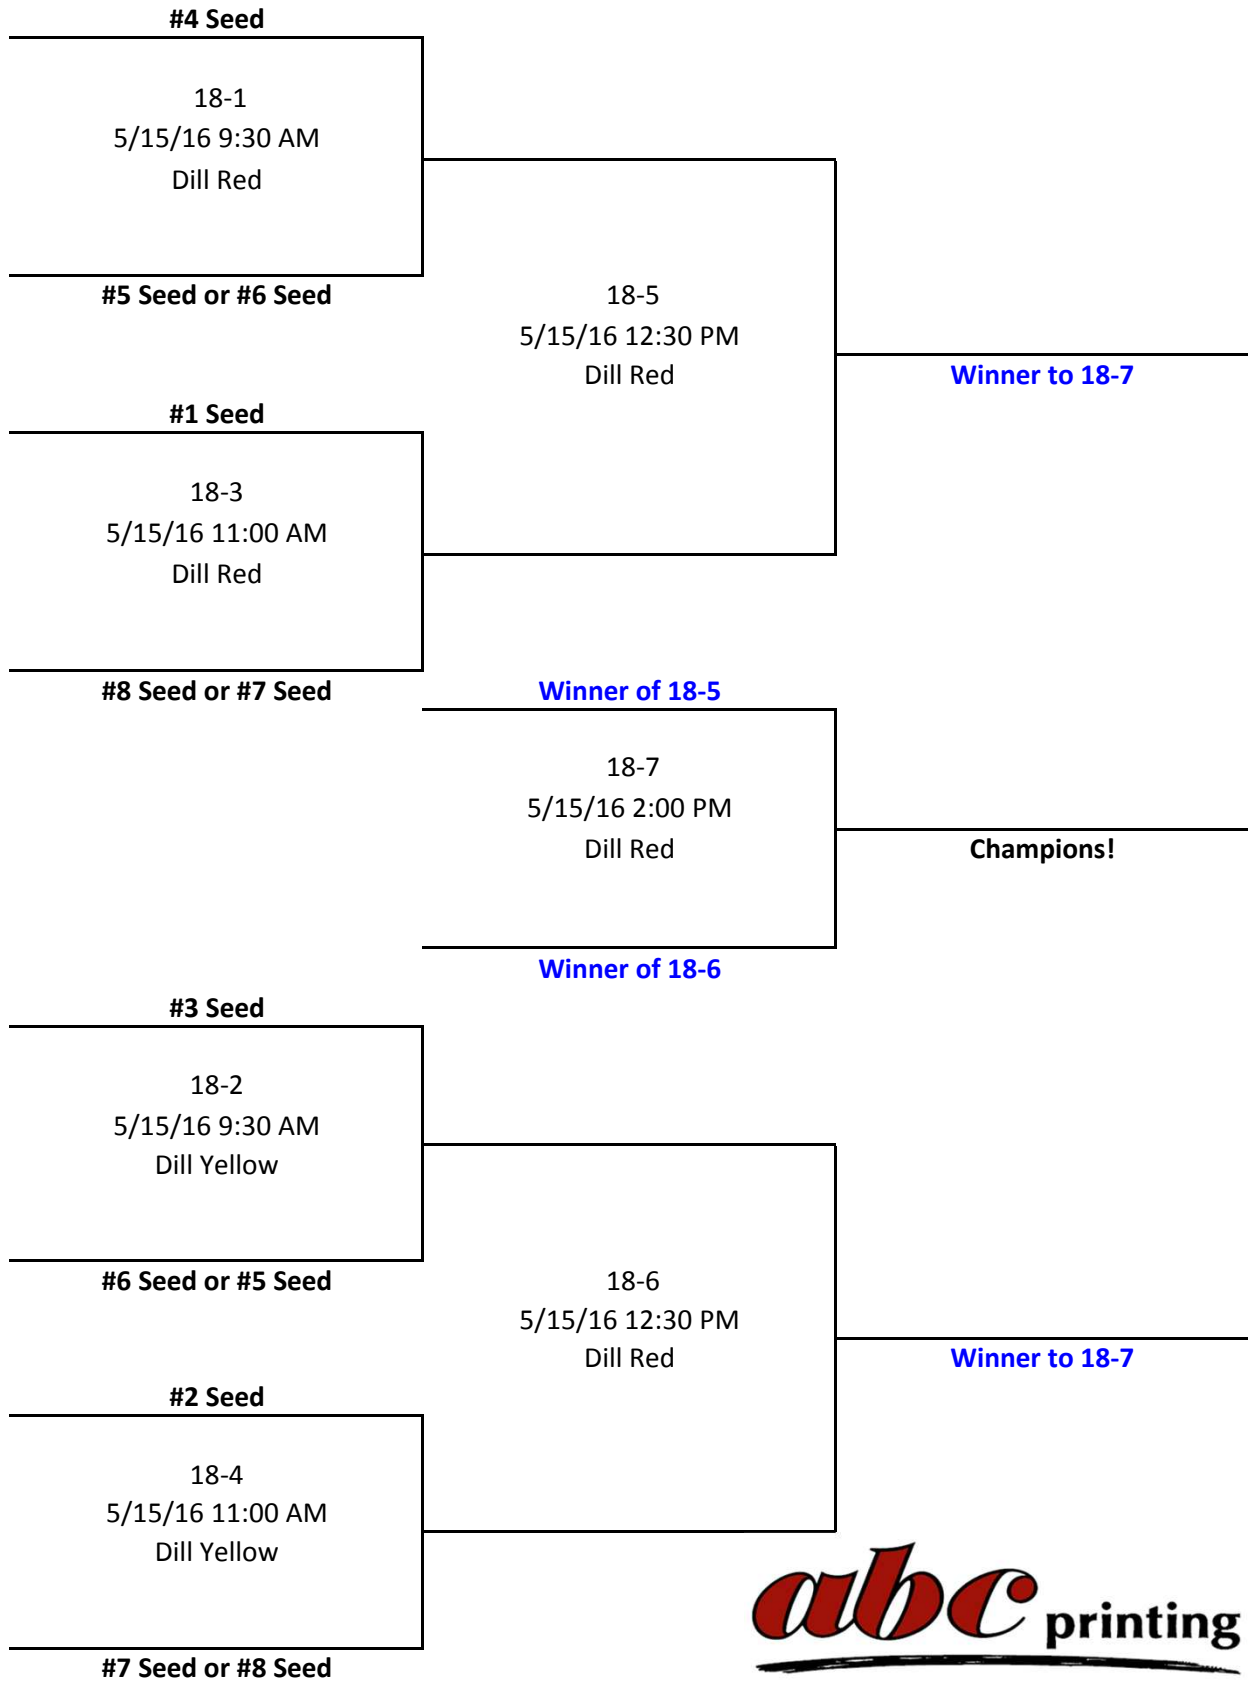 #4 Seed
18-1
5/15/16 9:30 AM
Dill Red
#5 Seed or #6 Seed
18-5
5/15/16 12:30 PM
Dill Red
Winner to 18-7
#1 Seed
18-3
5/15/16 11:00 AM
Dill Red
#8 Seed or #7 Seed
Winner of 18-5
18-7
5/15/16 2:00 PM
Dill Red
Champions!
Winner of 18-6
#3 Seed
18-2
5/15/16 9:30 AM
Dill Yellow
#6 Seed or #5 Seed
18-6
5/15/16 12:30 PM
Dill Red
Winner to 18-7
#2 Seed
18-4
5/15/16 11:00 AM
Dill Yellow
#7 Seed or #8 Seed
abc printing